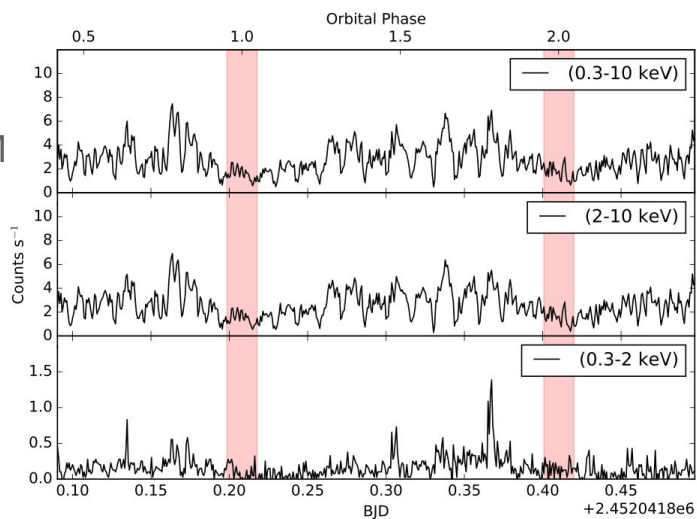 Orbital Phase
0.5 1.0 1.5 2.0
(0.3-10 keV)
10
8
6
4
2
0
(2-10 keV)
10
8
6
4
2
0
Counts s⁻¹
(0.3-2 keV)
1.5
1.0
0.5
0.0
0.10 0.15 0.20 0.25 0.30 0.35 0.40 0.45
BJD
+2.4520418e6